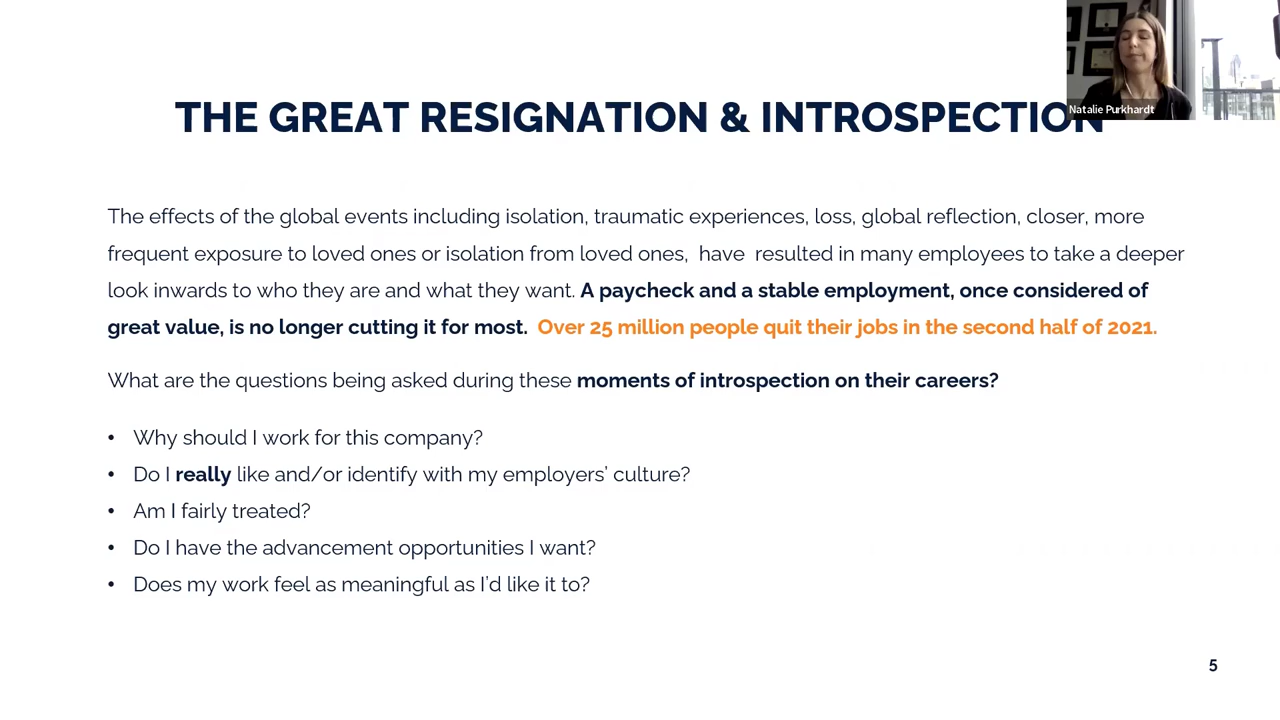 THE GREAT RESIGNATION & INTROSPECTION
Natalie Purkhardt
The effects of the global events including isolation, traumatic experiences, loss, global reflection, closer, more
frequent exposure to loved ones or isolation from loved ones, have resulted in many employees to take a deeper
look inwards to who they are and what they want. A paycheck and a stable employment, once considered of
great value, is no longer cutting it for most. Over 25 million people quit their jobs in the second half of 2021.
What are the questions being asked during these moments of introspection on their careers?
• Why should I work for this company?
• Do I really like and/or identify with my employers' culture?
• Am I fairly treated?
• Do I have the advancement opportunities I want?
• Does my work feel as meaningful as I'd like it to?
5